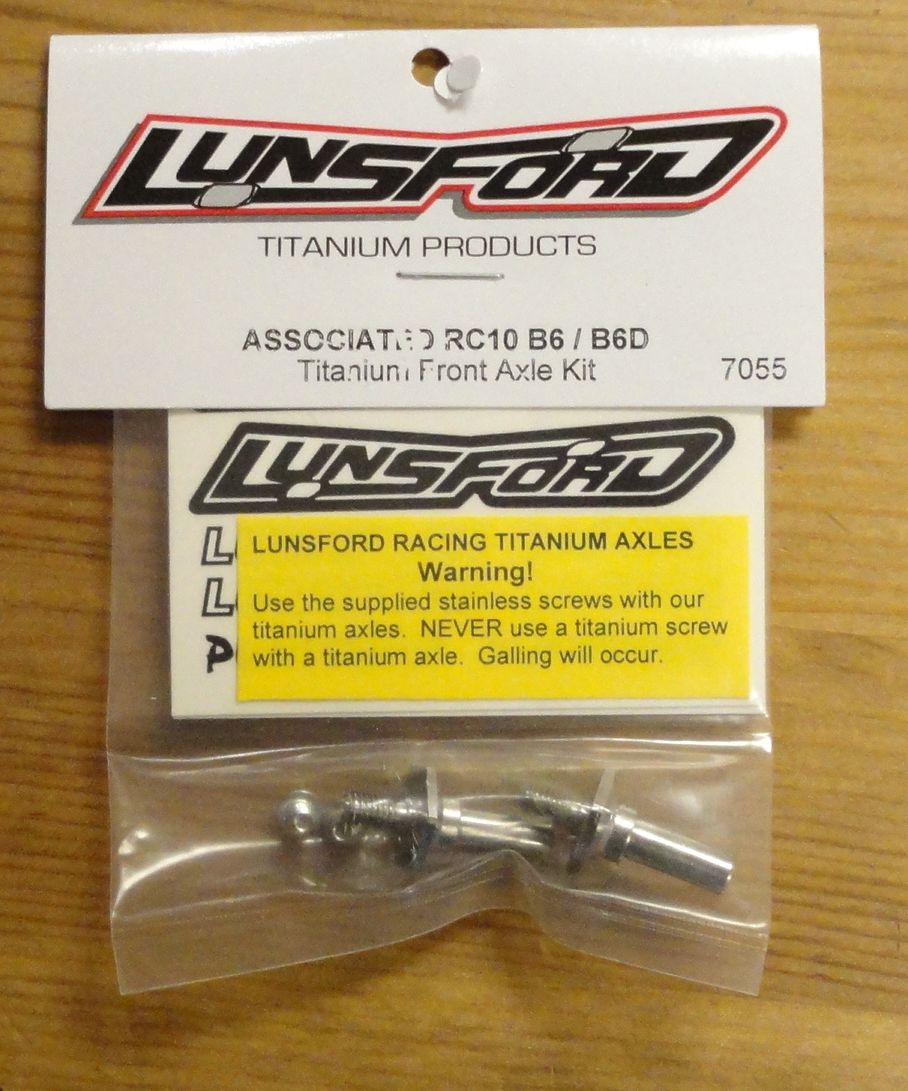 LUNSFORD
TITANIUM PRODUCTS
ASSOCIATED RC10 B6 / B6D
Titanium Front Axle Kit 7055
LUNSFORD
L
LUNSFORD RACING TITANIUM AXLES
Warning!
L
Use the supplied stainless screws with our
titanium axles. NEVER use a titanium screw
P
with a titanium axle. Galling will occur.